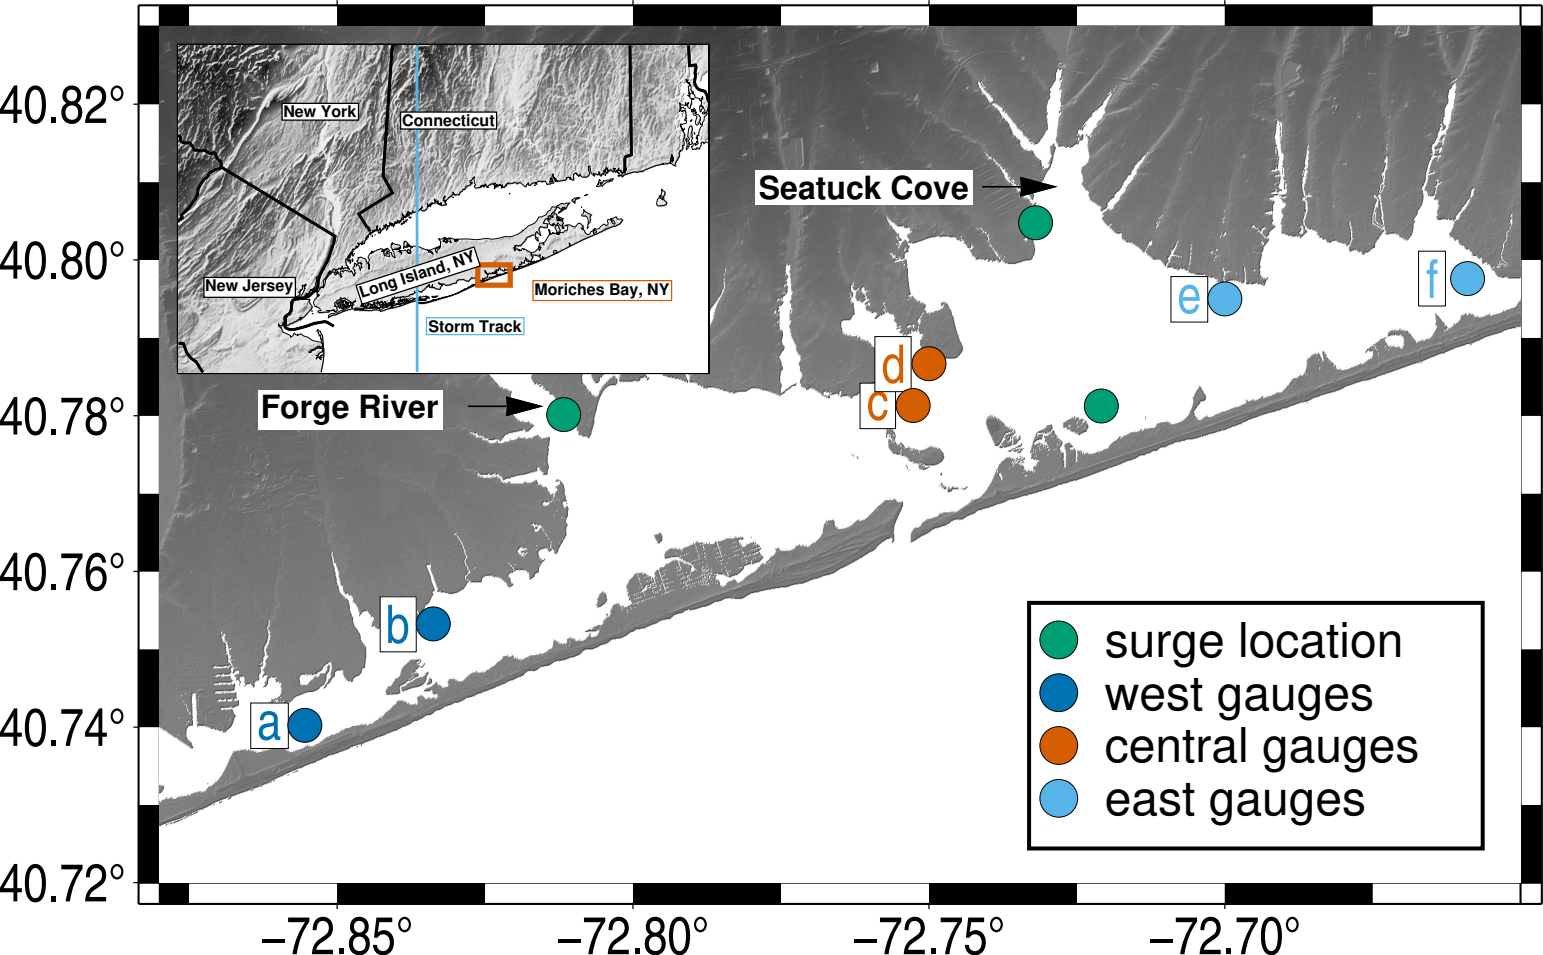 40.82°
40.80°
40.78°
40.76°
40.74°
40.72°
−72.85°
−72.80°
−72.75°
−72.70°
New York
Connecticut
New Jersey
Long Island, NY
Moriches Bay, NY
Storm Track
Seatuck Cove
Forge River
a
b
c
d
e
f
surge location
west gauges
central gauges
east gauges